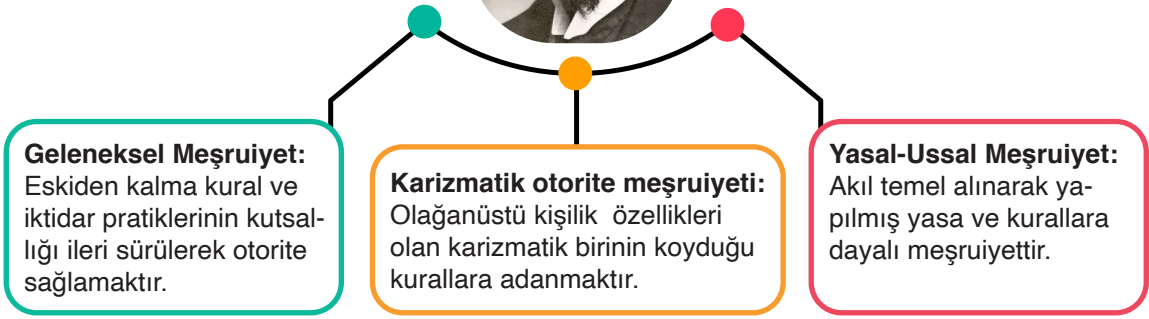 Geleneksel Meşruiyet:
Eskiden kalma kural ve
iktidar pratiklerinin kutsal-
lığı ileri sürülerek otorite
sağlamaktır.
Karizmatik otorite meşruiyeti:
Olağanüstü kişilik özellikleri
olan karizmatik birinin koyduğu
kurallara adanmaktır.
Yasal-Ussal Meşruiyet:
Akıl temel alınarak ya-
pılmış yasa ve kurallara
dayalı meşruiyettir.